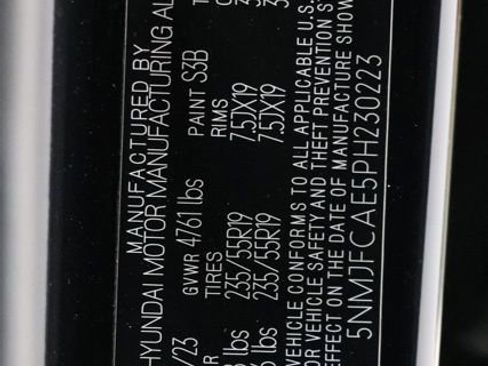 MANUFACTURED BY
HYUNDAI MOTOR MANUFACTURING AL
/23 GVWR 4761 lbs PAINT S3B
R TIRES RIMS
lbs 235/55R19 7.5JX19
lbs 235/55R19 7.5JX19
VEHICLE CONFORMS TO ALL APPLICABLE U.S.
OR VEHICLE SAFETY AND THEFT PREVENTION S
EFFECT ON THE DATE OF MANUFACTURE SHOW
5NMJFCAE5PH230223